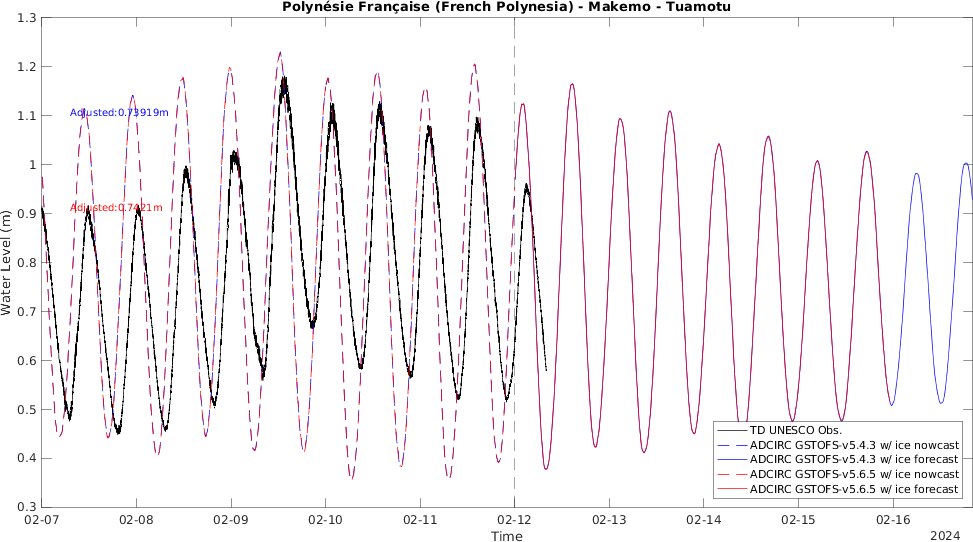 Polynésie Française (French Polynesia) - Makemo - Tuamotu
1.3
1.2
1.1
1
0.9
0.8
0.7
0.6
0.5
0.4
0.3
Water Level (m)
Adjusted:0.73919m
Adjusted:0.7421m
TD UNESCO Obs.
ADCIRC GSTOFS-v5.4.3 w/ ice nowcast
ADCIRC GSTOFS-v5.4.3 w/ ice forecast
ADCIRC GSTOFS-v5.6.5 w/ ice nowcast
ADCIRC GSTOFS-v5.6.5 w/ ice forecast
02-07 02-08 02-09 02-10 02-11 02-12 02-13 02-14 02-15 02-16
Time
2024